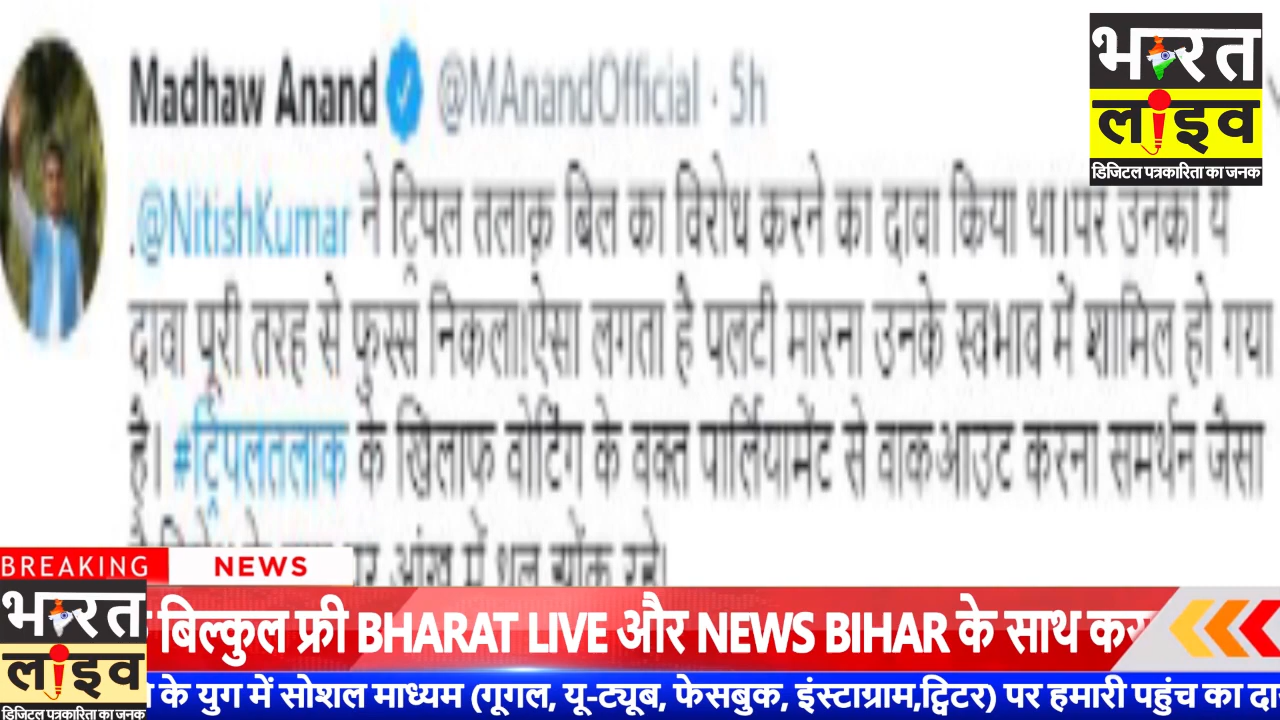 Madhaw Anand @MAnandOfficial · 5h
भारत
लाइव
डिजिटल पत्रकारिता का जनक
.@NitishKumar ने ट्रिपल तलाक़ बिल का विरोध करने का दावा किया था।पर उनका ये
दावा पूरी तरह से फुस्स निकला!ऐसा लगता है पलटी मारना उनके स्वभाव में शामिल हो गया
है। #ट्रिपलतलाक के खिलाफ वोटिंग के वक्त पार्लियामेंट से वाकआउट करना समर्थन जैसा
आंख में धूल झोंक रहे।
BREAKING NEWS
बिल्कुल फ्री BHARAT LIVE और NEWS BIHAR के साथ
भारत
लाइव
डिजिटल पत्रकारिता का जनक
के युग में सोशल माध्यम (गूगल, यू-ट्यूब, फेसबुक, इंस्टाग्राम,ट्विटर) पर हमारी पहुंच का